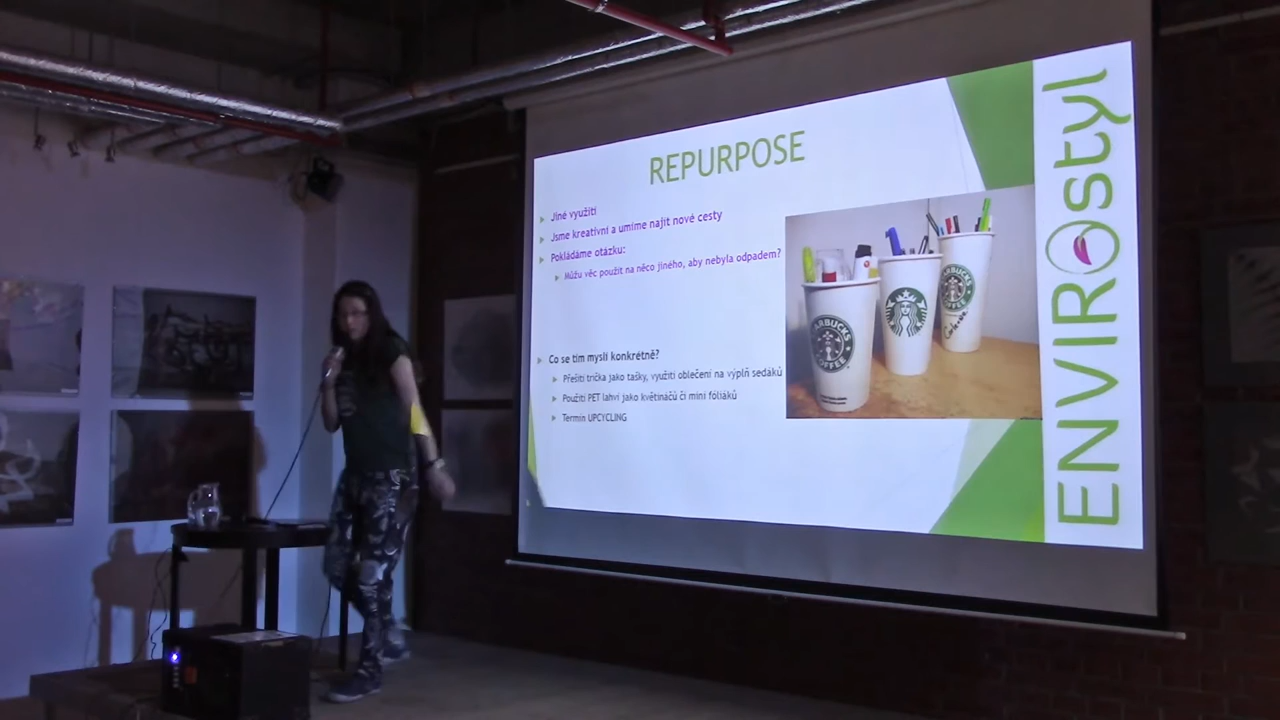 REPURPOSE
Jiné využití
Jsme kreativní a umíme najít nové cesty
Pokládáme otázku:
Můžu věc použít na něco jiného, aby nebyla odpadem?
Co se tím myslí konkrétně?
Přešití trička jako tašky, využití oblečení na výplň sedáků
Použití PET lahví jako květináčů či mini fóliáků
Termín UPCYCLING
STARBUCKS
COFFEE
ENVIROstyl